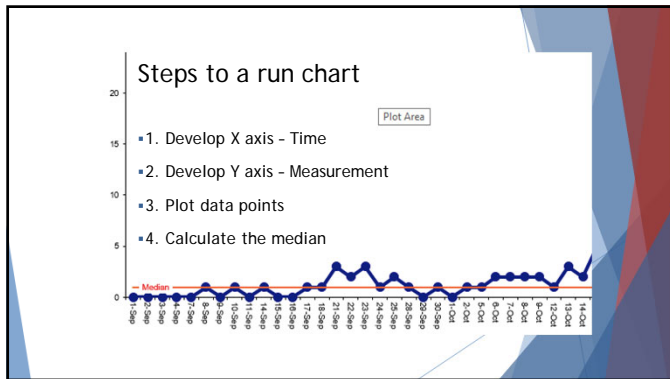 Steps to a run chart
20
Plot Area
15
▪1. Develop X axis – Time
▪2. Develop Y axis – Measurement
10
▪3. Plot data points
▪4. Calculate the median
5
Median
0
1-Sep 2-Sep 3-Sep 4-Sep 7-Sep 8-Sep 9-Sep 10-Sep 11-Sep 14-Sep 15-Sep 16-Sep 17-Sep 18-Sep 21-Sep 22-Sep 23-Sep 24-Sep 25-Sep 28-Sep 29-Sep 30-Sep 1-Oct 2-Oct 5-Oct 6-Oct 7-Oct 8-Oct 9-Oct 12-Oct 13-Oct 14-Oct